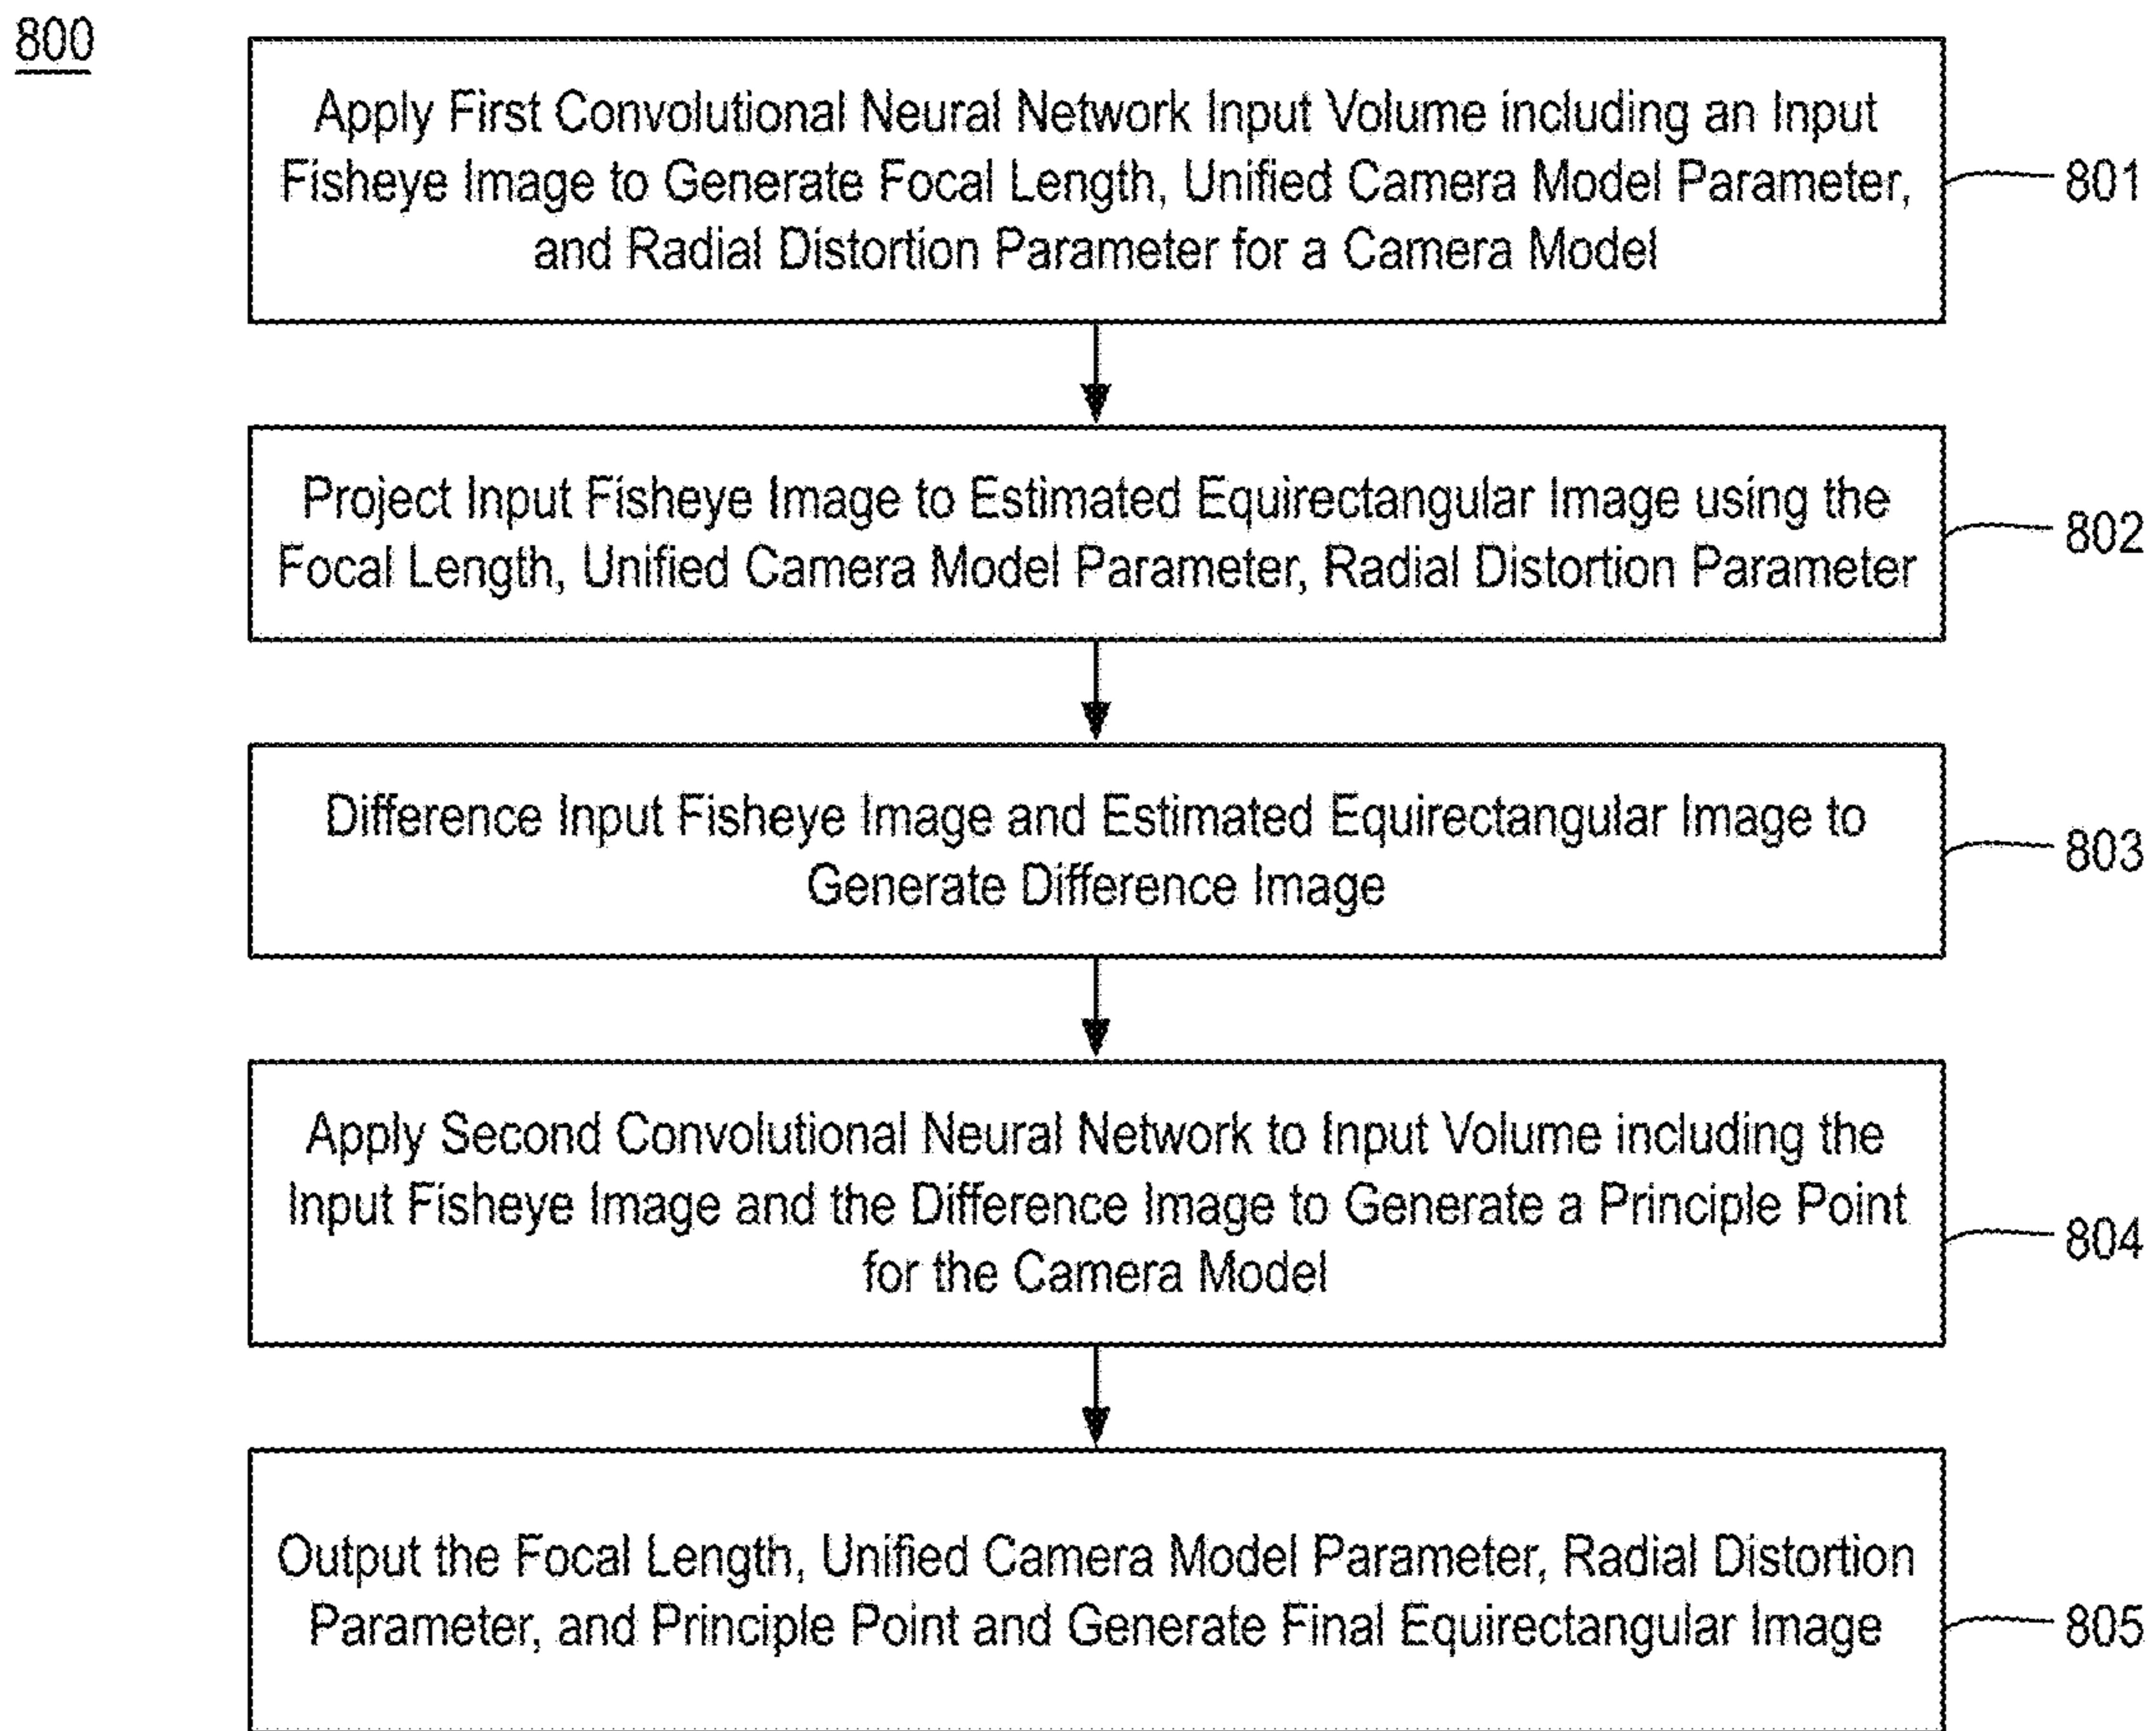 800
Apply First Convolutional Neural Network Input Volume including an Input
Fisheye Image to Generate Focal Length, Unified Camera Model Parameter,
and Radial Distortion Parameter for a Camera Model
801
Project Input Fisheye Image to Estimated Equirectangular Image using the
Focal Length, Unified Camera Model Parameter, Radial Distortion Parameter
802
Difference Input Fisheye Image and Estimated Equirectangular Image to
Generate Difference Image
803
Apply Second Convolutional Neural Network to Input Volume including the
Input Fisheye Image and the Difference Image to Generate a Principle Point
for the Camera Model
804
Output the Focal Length, Unified Camera Model Parameter, Radial Distortion
Parameter, and Principle Point and Generate Final Equirectangular Image
805